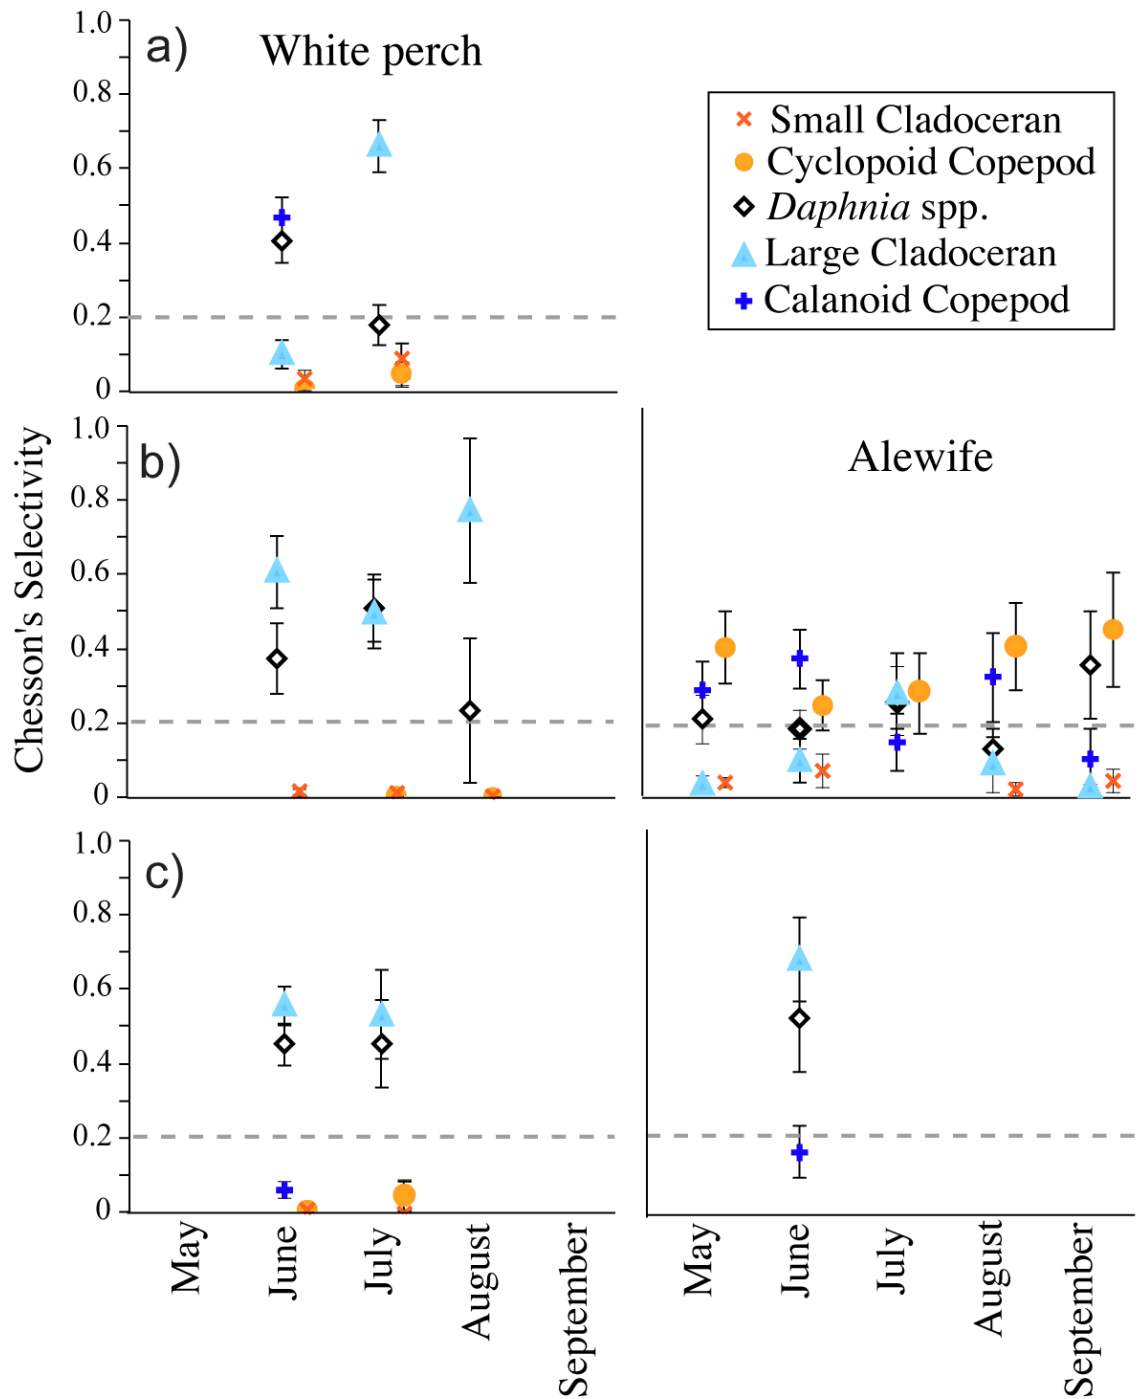 a)
White perch
1.0
0.8
0.6
0.4
0.2
0
Small Cladoceran
Cyclopoid Copepod
Daphnia spp.
Large Cladoceran
Calanoid Copepod
Chesson's Selectivity
b)
Alewife
1.0
0.8
0.6
0.4
0.2
0
c)
1.0
0.8
0.6
0.4
0.2
0
May
June
July
August
September
May
June
July
August
September